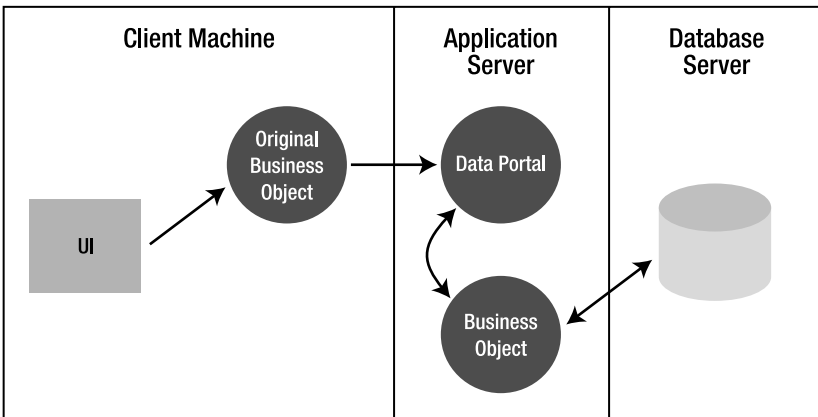 Client Machine
Application
Server
Database
Server
Original
Business
Object
Data Portal
UI
Business
Object